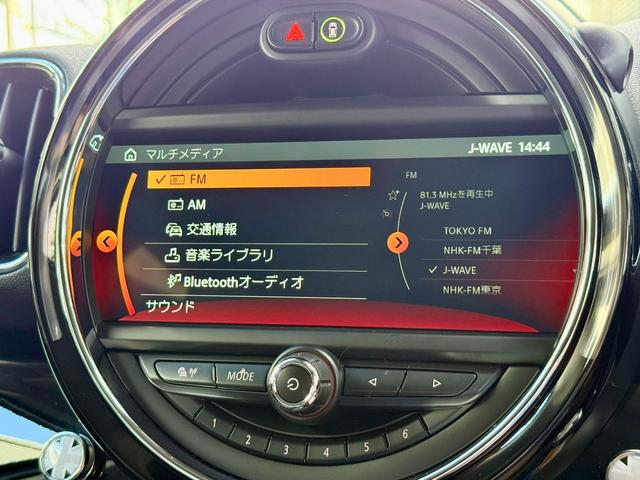 マルチメディア
J-WAVE 14:44
FM
AM
交通情報
音楽ライブラリ
Bluetoothオーディオ
サウンド
FM
81.3 MHzを再生中
J-WAVE
TOKYO FM
NHK-FM千葉
J-WAVE
NHK-FM東京
MODE
1 2 3 4 5 6